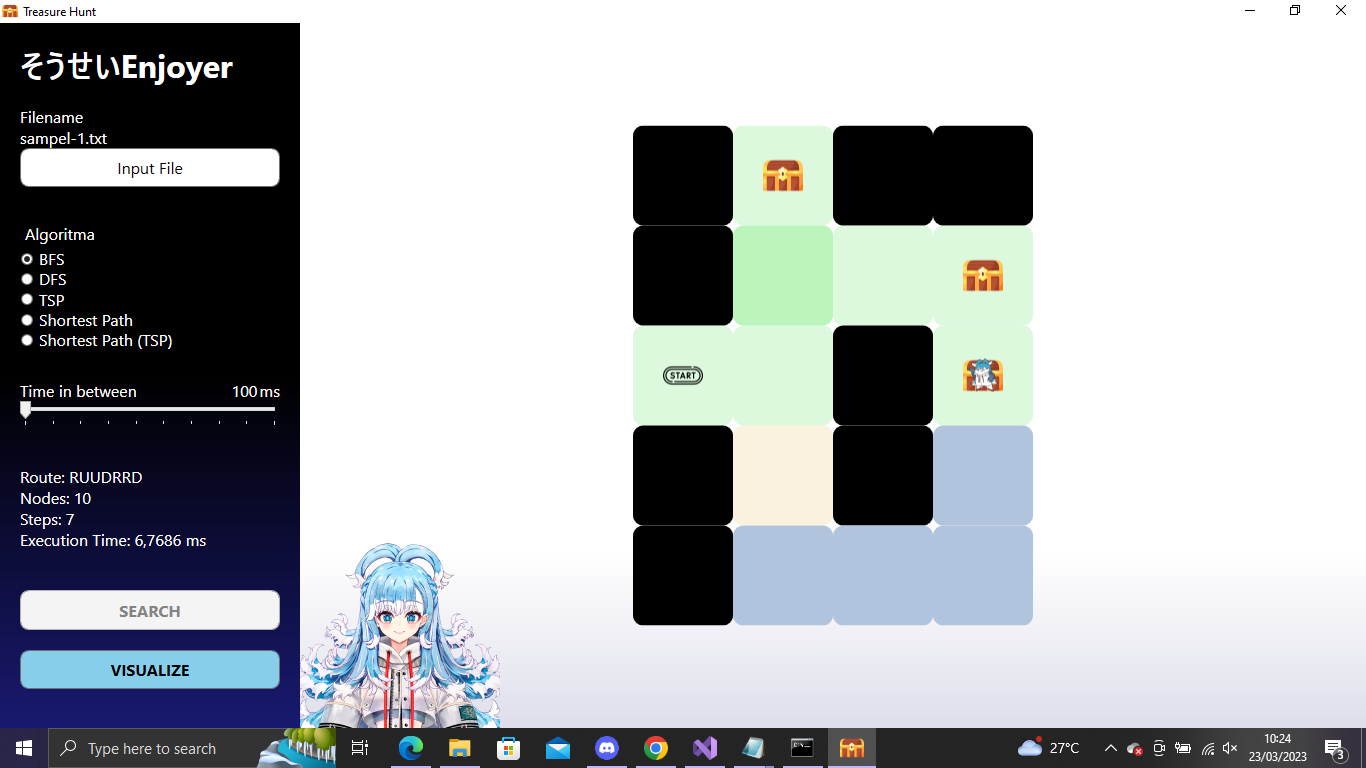 Treasure Hunt
そうせいEnjoyer
Filename
sampel-1.txt
Input File
Algoritma
BFS
DFS
TSP
Shortest Path
Shortest Path (TSP)
Time in between 100 ms
Route: RUUDRRD
Nodes: 10
Steps: 7
Execution Time: 6,7686 ms
SEARCH
VISUALIZE
START
Type here to search
27°C
10:24
23/03/2023
3